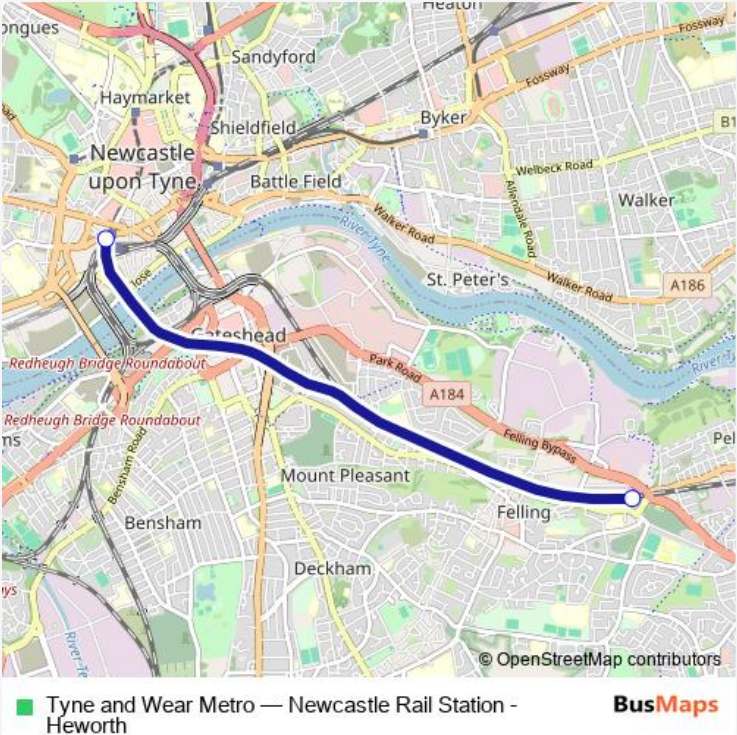 ongues
Heaton
Fossway
Sandyford
Fossway
Haymarket
Byker
B1
Shieldfield
Newcastle
upon Tyne
Battle Field
Welbeck Road
Allendale Road
Walker
Walker Road
River Tyne
St. Peter's
Walker Road
A186
lose
Gateshead
Redheugh Bridge Roundabout
Park Road
River T
A184
Redheugh Bridge Roundabout
ms
Felling Bypass
Pel
Bensham Road
Mount Pleasant
Felling
Bensham
Deckham
ays
River Te
© OpenStreetMap contributors
Tyne and Wear Metro — Newcastle Rail Station -
Heworth
BusMaps